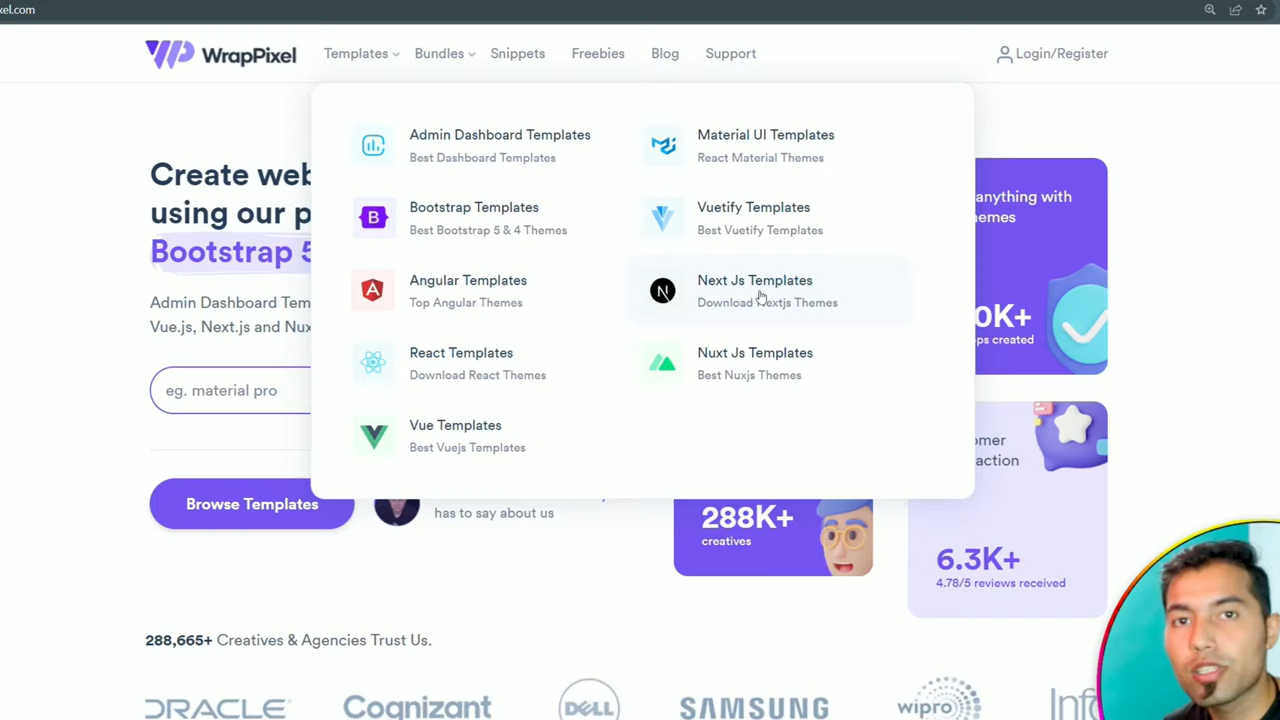 xel.com
WrapPixel
Templates
Bundles
Snippets
Freebies
Blog
Support
Login/Register
Admin Dashboard Templates
Best Dashboard Templates
Material UI Templates
React Material Themes
Bootstrap Templates
Best Bootstrap 5 & 4 Themes
Vuetify Templates
Best Vuetify Templates
Angular Templates
Top Angular Themes
Next Js Templates
Download Nextjs Themes
React Templates
Download React Themes
Nuxt Js Templates
Best Nuxjs Themes
Vue Templates
Best Vuejs Templates
Create web
using our p
Bootstrap 5
Admin Dashboard Tem
Vue.js, Next.js and Nux
eg. material pro
Browse Templates
has to say about us
anything with
hemes
0K+
ps created
omer
action
288K+
creatives
6.3K+
4.78/5 reviews received
288,665+ Creatives & Agencies Trust Us.
ORACLE
Cognizant
DELL
SAMSUNG
wipro
Inf